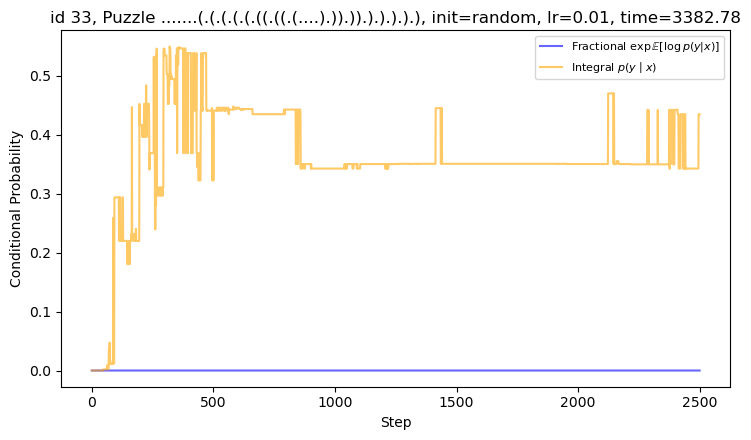 id 33, Puzzle .......(.(.(.(.(.((.((.(....).)).)).).).).).), init=random, lr=0.01, time=3382.78
Fractional exp𝔼[log p(y|x)]
Integral p(y | x)
Conditional Probability
0.5
0.4
0.3
0.2
0.1
0.0
0 500 1000 1500 2000 2500
Step